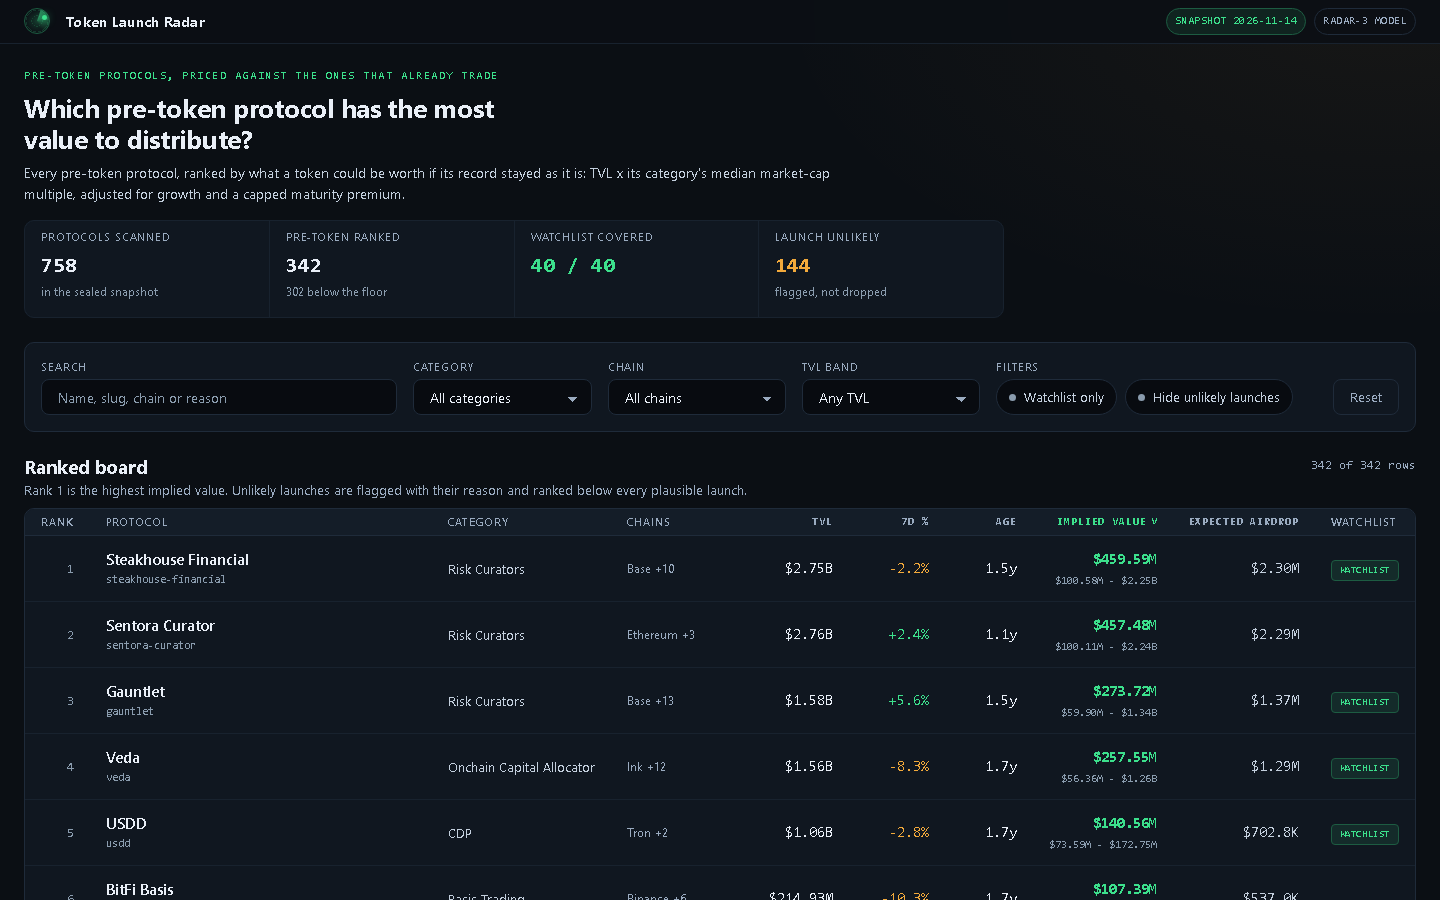 Token Launch Radar
SNAPSHOT 2026-11-14
RADAR-3 MODEL
PRE-TOKEN PROTOCOLS, PRICED AGAINST THE ONES THAT ALREADY TRADE
Which pre-token protocol has the most
value to distribute?
Every pre-token protocol, ranked by what a token could be worth if its record stayed as it is: TVL x its category's median market-cap
multiple, adjusted for growth and a capped maturity premium.
PROTOCOLS SCANNED
758
in the sealed snapshot
PRE-TOKEN RANKED
342
302 below the floor
WATCHLIST COVERED
40 / 40
LAUNCH UNLIKELY
144
flagged, not dropped
SEARCH
Name, slug, chain or reason
CATEGORY
All categories
CHAIN
All chains
TVL BAND
Any TVL
FILTERS
Watchlist only
Hide unlikely launches
Reset
Ranked board
342 of 342 rows
Rank 1 is the highest implied value. Unlikely launches are flagged with their reason and ranked below every plausible launch.
RANK PROTOCOL CATEGORY CHAINS TVL 7D % AGE IMPLIED VALUE EXPECTED AIRDROP WATCHLIST
1 Steakhouse Financial Risk Curators Base +10 $2.75B -2.2% 1.5y $459.59M $2.30M WATCHLIST
steakhouse-financial $100.58M - $2.25B
2 Sentora Curator Risk Curators Ethereum +3 $2.76B +2.4% 1.1y $457.48M $2.29M
sentora-curator $100.11M - $2.24B
3 Gauntlet Risk Curators Base +13 $1.58B +5.6% 1.5y $273.72M $1.37M WATCHLIST
gauntlet $59.90M - $1.34B
4 Veda Onchain Capital Allocator Ink +12 $1.56B -8.3% 1.7y $257.55M $1.29M WATCHLIST
veda $56.36M - $1.26B
5 USDD CDP Tron +2 $1.06B -2.8% 1.7y $140.56M $702.8K WATCHLIST
usdd $73.59M - $172.75M
6 BitFi Basis Basis Trading Binance +6 $214.93M -10.3% 1.7y $107.39M $537.0K